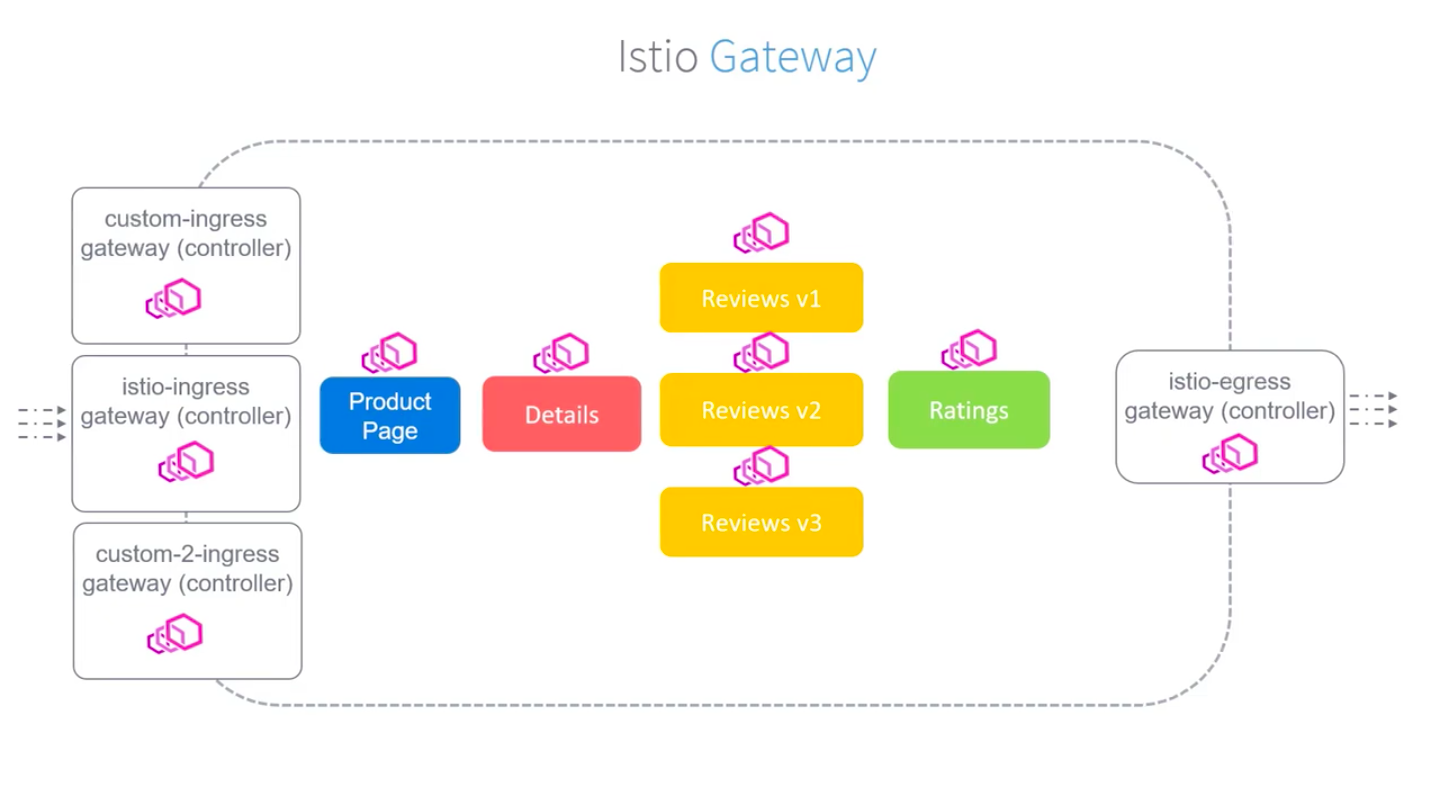 Istio Gateway
custom-ingress
gateway (controller)
istio-ingress
gateway (controller)
custom-2-ingress
gateway (controller)
Product
Page
Details
Reviews v1
Reviews v2
Reviews v3
Ratings
istio-egress
gateway (controller)